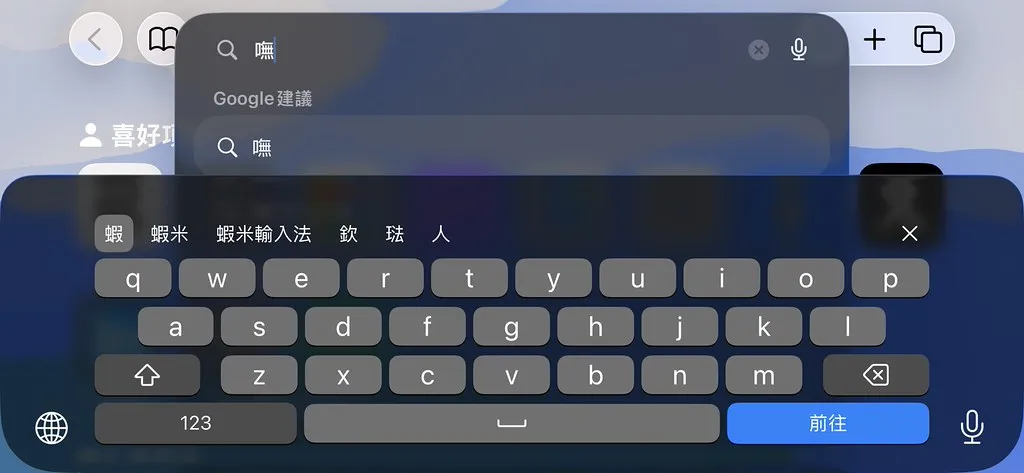 嘸
Google建議
嘸
喜好項
蝦 蝦米 蝦米輸入法 欽 琺 人
q w e r t y u i o p
a s d f g h j k l
z x c v b n m
123 前往